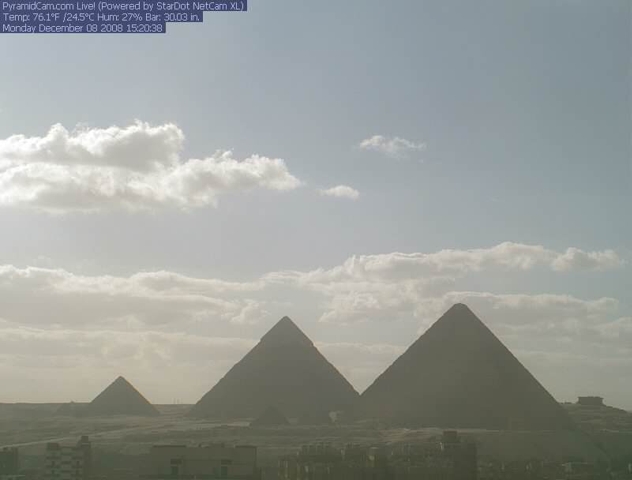 PyramidCam.com Live! (Powered by StarDot NetCam XL)
Temp: 76.1°F /24.5°C Hum: 27% Bar: 30.03 in.
Monday December 08 2008 15:20:38